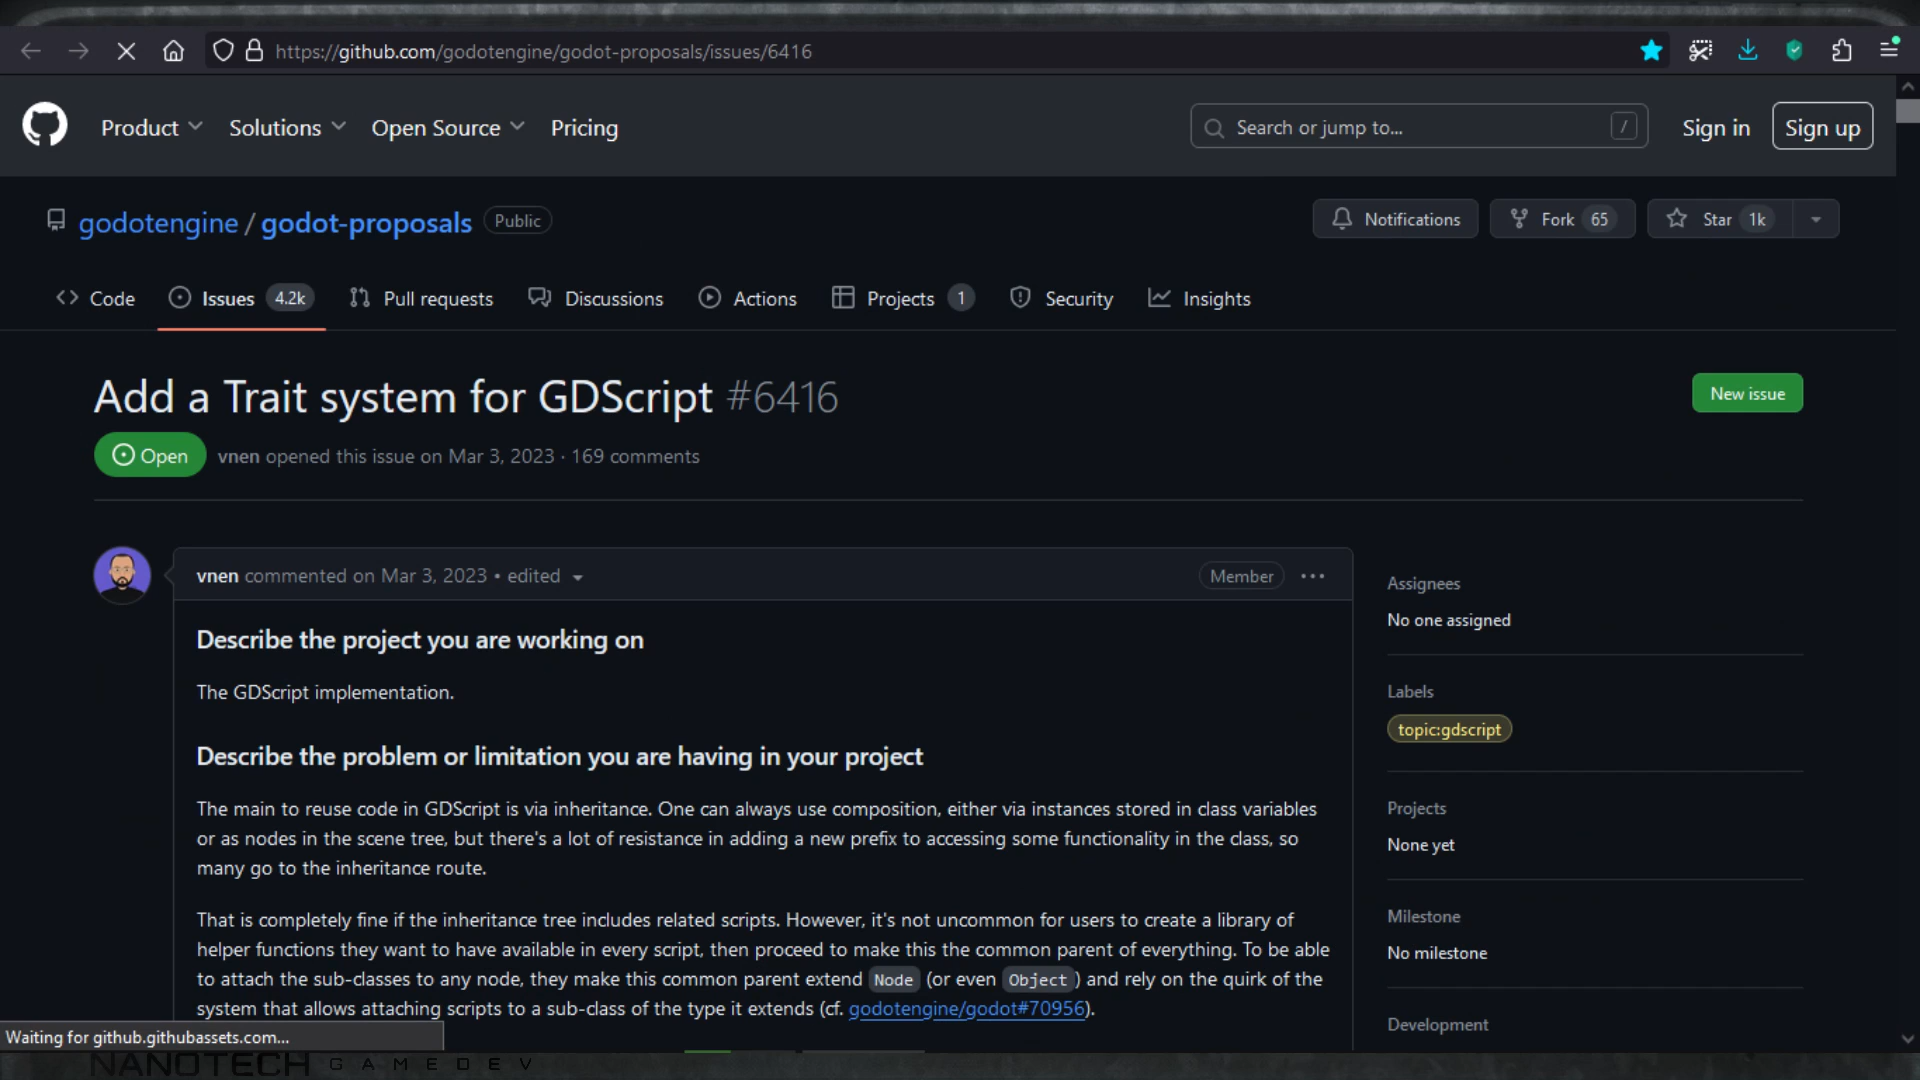 https://github.com/godotengine/godot-proposals/issues/6416
Product Solutions Open Source Pricing Search or jump to... / Sign in Sign up
godotengine / godot-proposals Public Notifications Fork 65 Star 1k
Code Issues 4.2k Pull requests Discussions Actions Projects 1 Security Insights
Add a Trait system for GDScript #6416
New issue
Open vnen opened this issue on Mar 3, 2023 · 169 comments
vnen commented on Mar 3, 2023 • edited Member
Describe the project you are working on
The GDScript implementation.
Describe the problem or limitation you are having in your project
The main to reuse code in GDScript is via inheritance. One can always use composition, either via instances stored in class variables
or as nodes in the scene tree, but there's a lot of resistance in adding a new prefix to accessing some functionality in the class, so
many go to the inheritance route.
That is completely fine if the inheritance tree includes related scripts. However, it's not uncommon for users to create a library of
helper functions they want to have available in every script, then proceed to make this the common parent of everything. To be able
to attach the sub-classes to any node, they make this common parent extend Node (or even Object) and rely on the quirk of the
system that allows attaching scripts to a sub-class of the type it extends (cf. godotengine/godot#70956).
Assignees
No one assigned
Labels
topic:gdscript
Projects
None yet
Milestone
No milestone
Development
Waiting for github.githubassets.com...
NANOTECH GAMEDEV